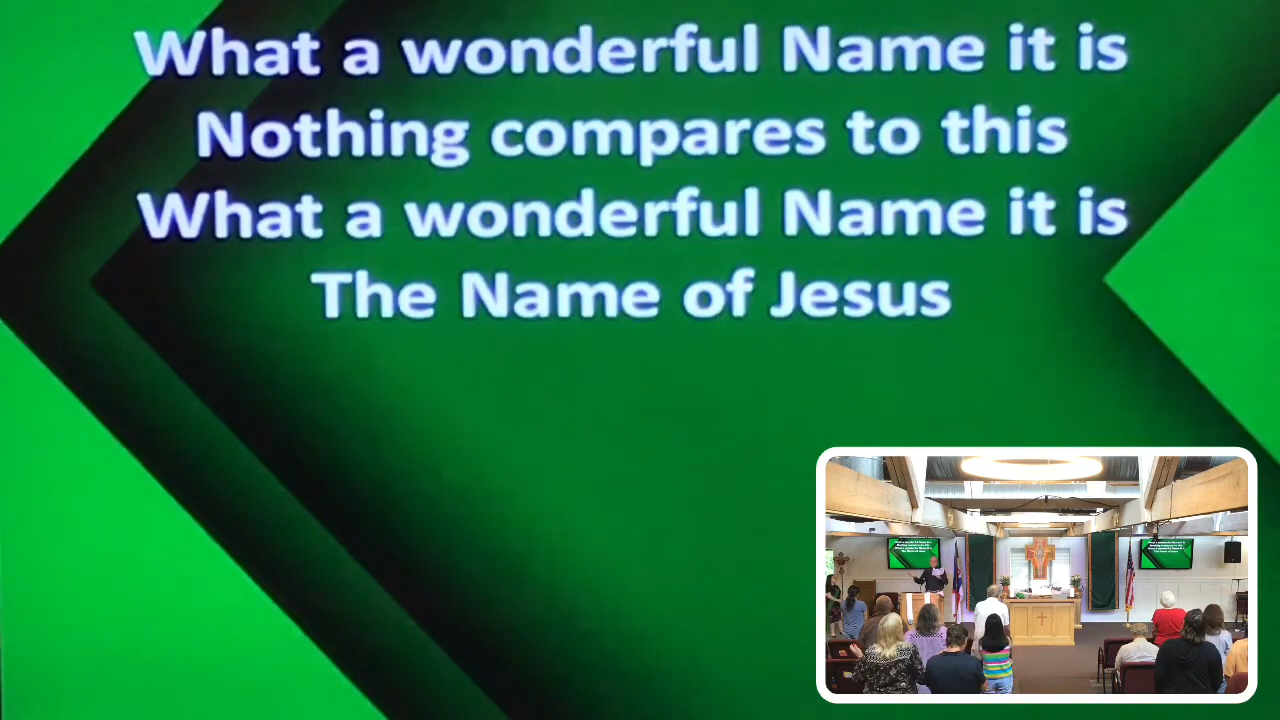 What a wonderful Name it is
Nothing compares to this
What a wonderful Name it is
The Name of Jesus